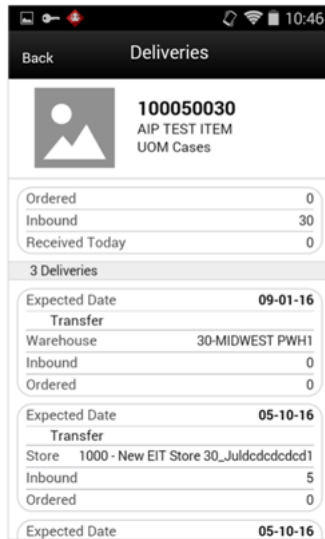 10:46
Back Deliveries
100050030
AIP TEST ITEM
UOM Cases
Ordered 0
Inbound 30
Received Today 0
3 Deliveries
Expected Date 09-01-16
Transfer
Warehouse 30-MIDWEST PWH1
Inbound 0
Ordered 0
Expected Date 05-10-16
Transfer
Store 1000 - New EIT Store 30_Juldcdcdcdcd1
Inbound 5
Ordered 0
Expected Date 05-10-16